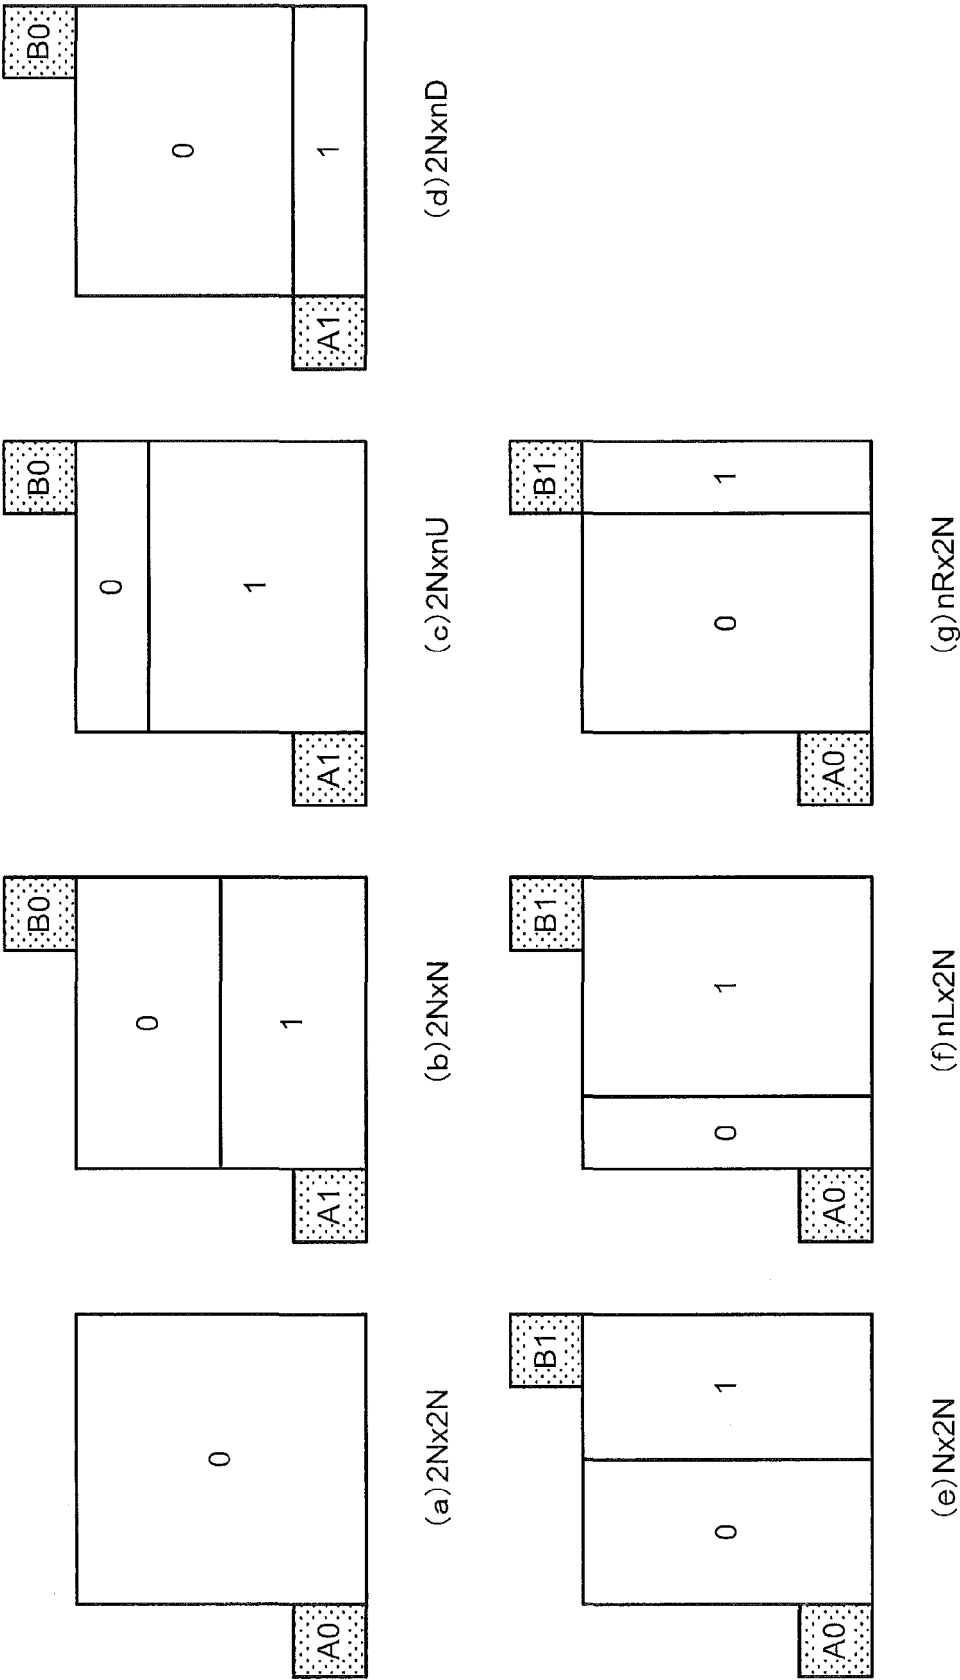 0
A0
(a)2Nx2N
B0
0
1
A1
(b)2NxN
B0
0
1
A1
(c)2NxnU
B0
0
1
A1
(d)2NxnD
B1
0
1
A0
(e)Nx2N
B1
0
1
A0
(f)nLx2N
B1
0
1
A0
(g)nRx2N